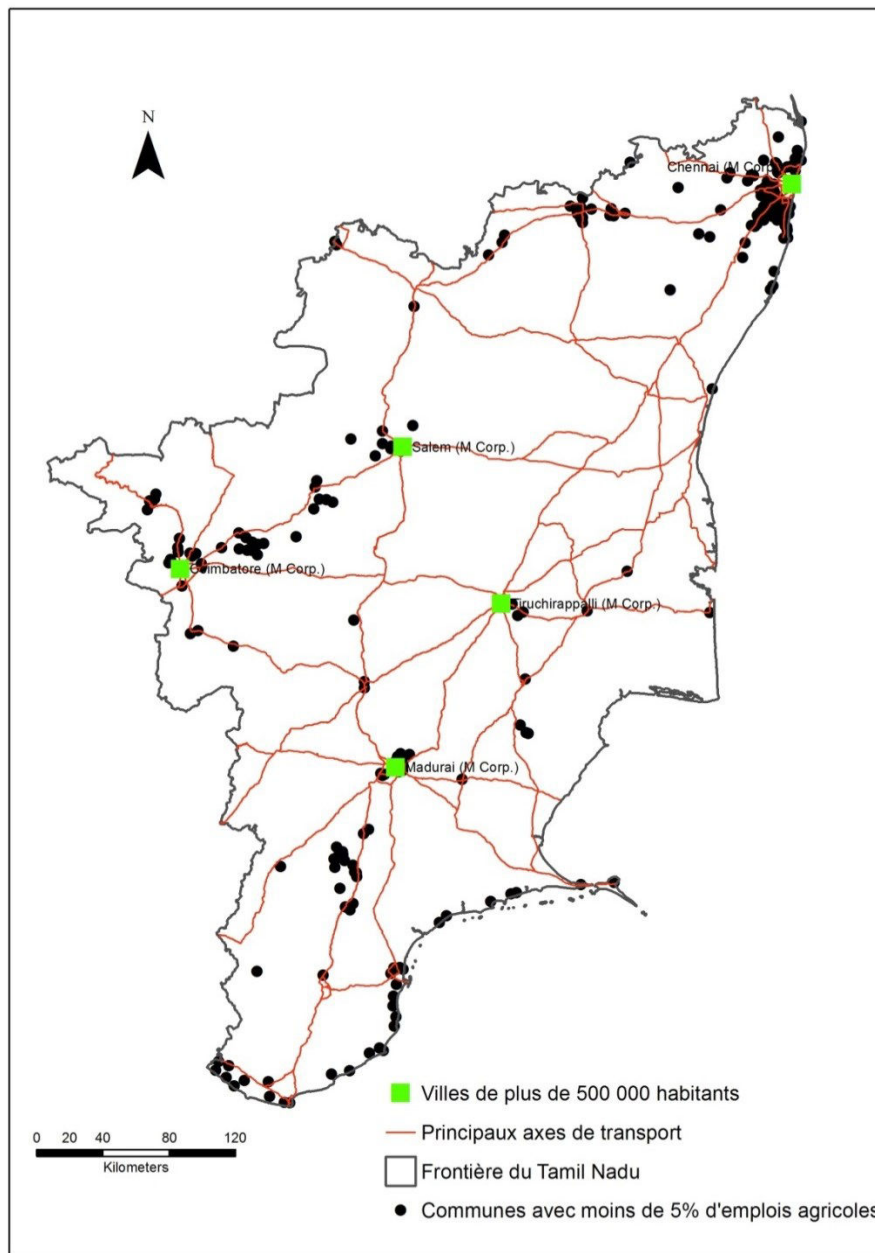 N
Chennai (M Corp.
Salem (M Corp.)
Coimbatore (M Corp.)
Tiruchirappalli (M Corp.)
Madurai (M Corp.)
Villes de plus de 500 000 habitants
Principaux axes de transport
Frontière du Tamil Nadu
Communes avec moins de 5% d'emplois agricoles
0 20 40 80 120
Kilometers